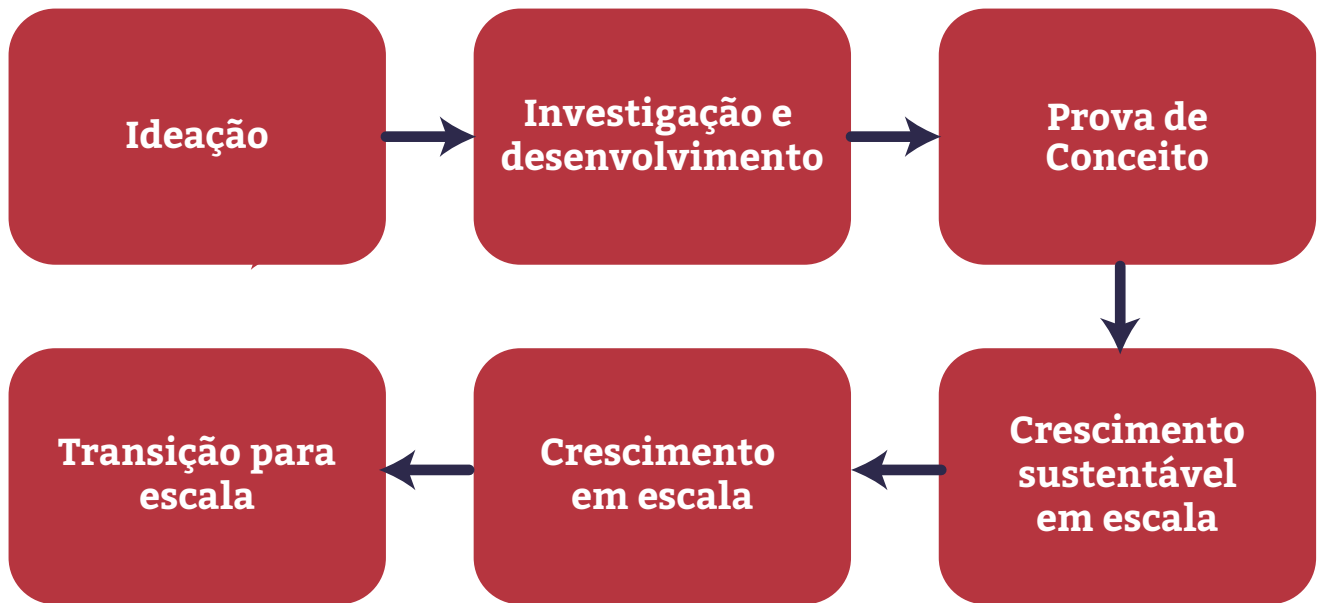 Ideação
Investigação e
desenvolvimento
Prova de
Conceito
Crescimento
sustentável
em escala
Crescimento
em escala
Transição para
escala